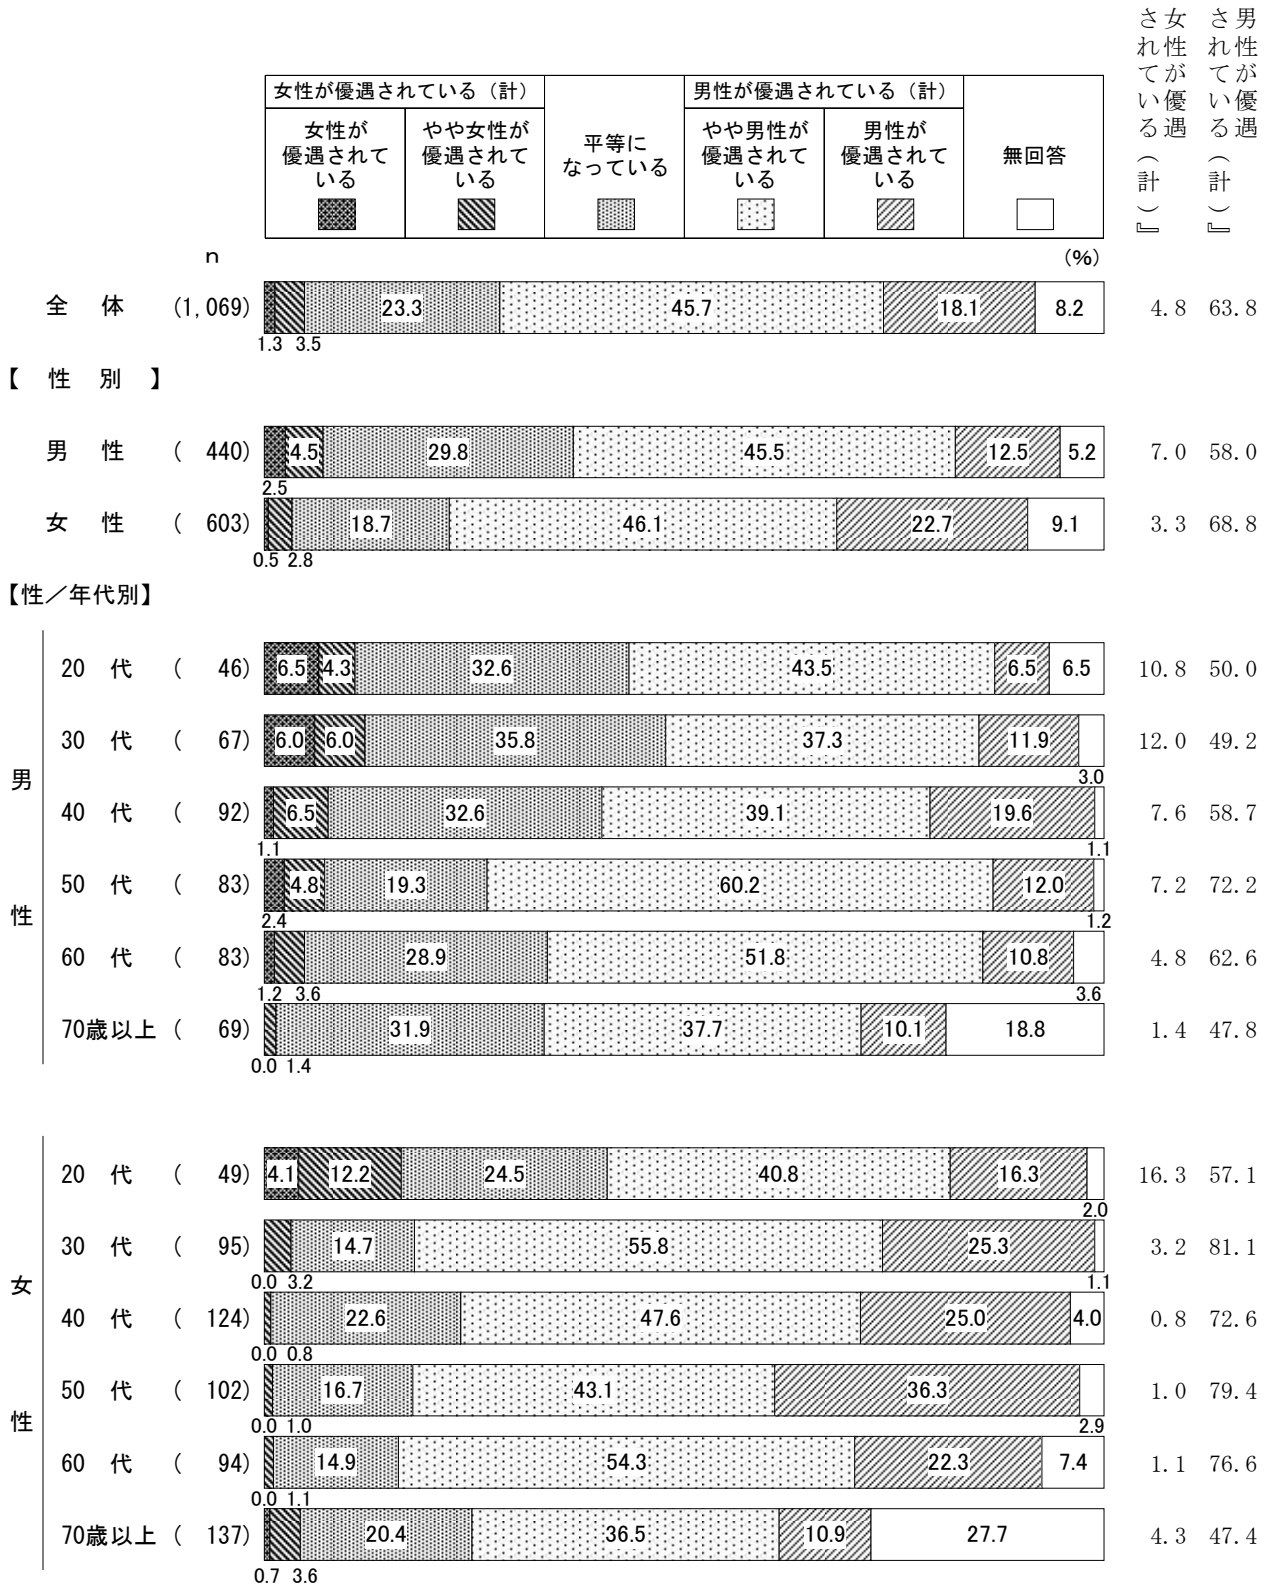 女性が優遇
されている（計）』
男性が優遇
されている（計）』
女性が優遇されている（計）
男性が優遇されている（計）
女性が
優遇されて
いる
やや女性が
優遇されて
いる
平等に
なっている
やや男性が
優遇されて
いる
男性が
優遇されて
いる
無回答
n (%)
全 体 (1,069) 23.3 45.7 18.1 8.2 4.8 63.8
1.3 3.5
【 性 別 】
男 性 ( 440) 4.5 29.8 45.5 12.5 5.2 7.0 58.0
2.5
女 性 ( 603) 18.7 46.1 22.7 9.1 3.3 68.8
0.5 2.8
【性／年代別】
男性
20 代 ( 46) 6.5 4.3 32.6 43.5 6.5 6.5 10.8 50.0
30 代 ( 67) 6.0 6.0 35.8 37.3 11.9 12.0 49.2
3.0
40 代 ( 92) 6.5 32.6 39.1 19.6 7.6 58.7
1.1 1.1
50 代 ( 83) 4.8 19.3 60.2 12.0 7.2 72.2
2.4 1.2
60 代 ( 83) 28.9 51.8 10.8 4.8 62.6
1.2 3.6 3.6
70歳以上 ( 69) 31.9 37.7 10.1 18.8 1.4 47.8
0.0 1.4
女性
20 代 ( 49) 4.1 12.2 24.5 40.8 16.3 16.3 57.1
2.0
30 代 ( 95) 14.7 55.8 25.3 3.2 81.1
0.0 3.2 1.1
40 代 ( 124) 22.6 47.6 25.0 4.0 0.8 72.6
0.0 0.8
50 代 ( 102) 16.7 43.1 36.3 1.0 79.4
0.0 1.0 2.9
60 代 ( 94) 14.9 54.3 22.3 7.4 1.1 76.6
0.0 1.1
70歳以上 ( 137) 20.4 36.5 10.9 27.7 4.3 47.4
0.7 3.6